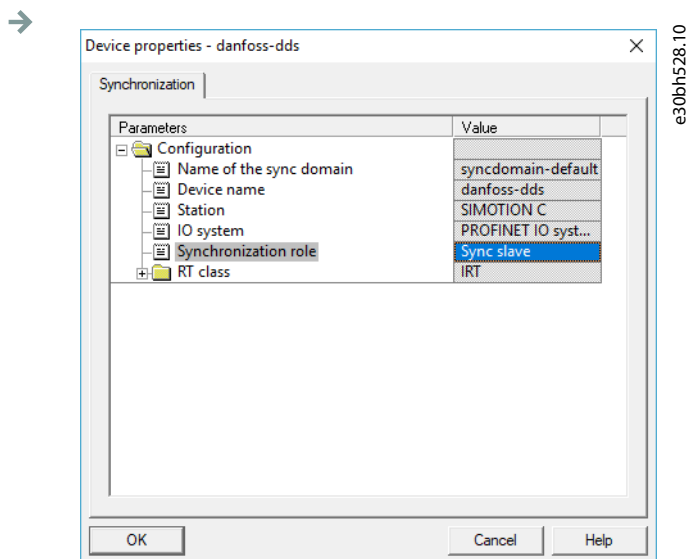 Device properties - danfoss-dds
Synchronization
Parameters Value
Configuration
Name of the sync domain syncdomain-default
Device name danfoss-dds
Station SIMOTION C
IO system PROFINET IO syst...
Synchronization role Sync slave
RT class IRT
OK Cancel Help
e30bh528.10